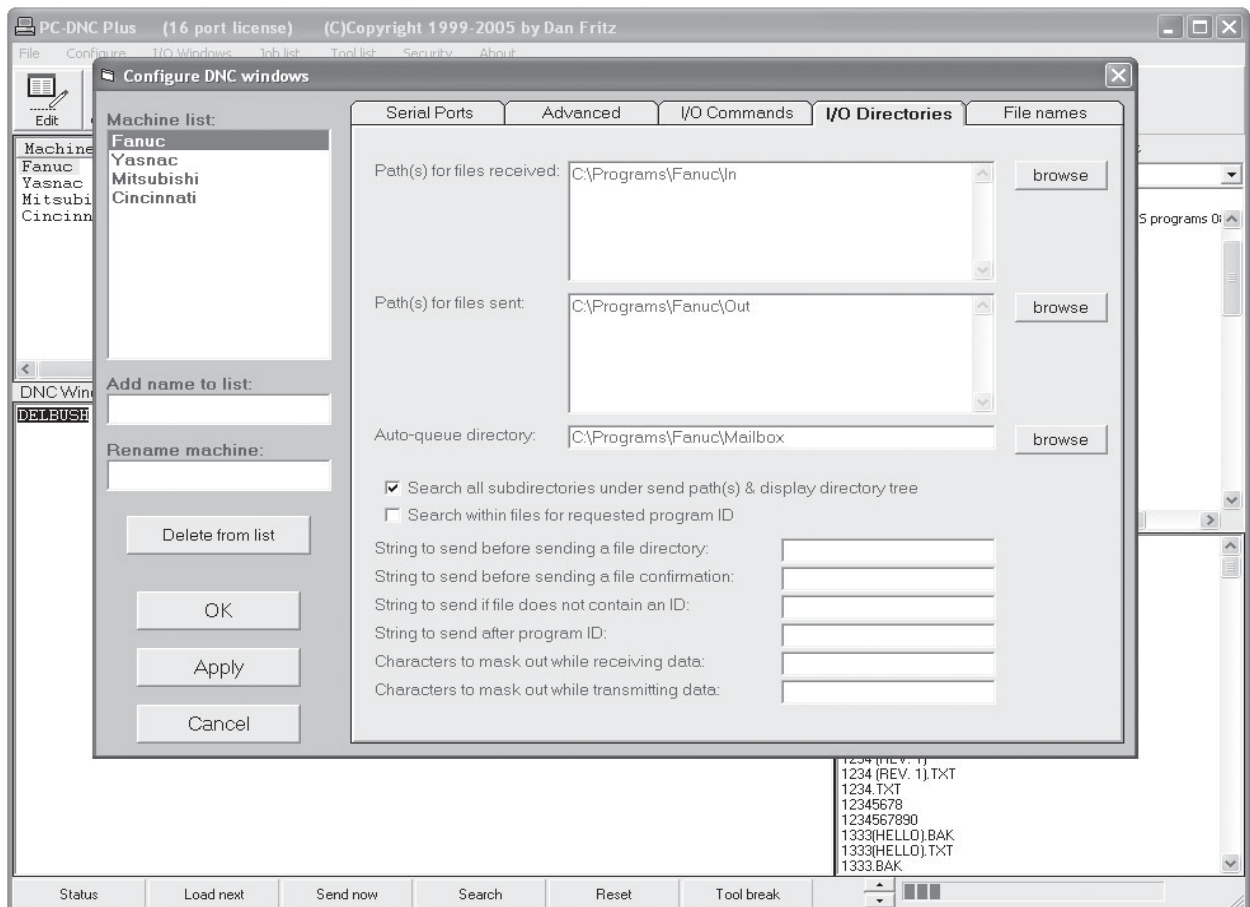 PC-DNC Plus (16 port license) (C)Copyright 1999-2005 by Dan Fritz
File Configure I/O Windows Job list Tool list Security About
Edit
Configure DNC windows
Machine
Fanuc
Yasnac
Mitsubi
Cincinn
DNC Win
DELBUSH
Machine list:
Fanuc
Yasnac
Mitsubishi
Cincinnati
Add name to list:
Rename machine:
Delete from list
OK
Apply
Cancel
Serial Ports Advanced I/O Commands I/O Directories File names
Path(s) for files received: C:\Programs\Fanuc\In browse
Path(s) for files sent: C:\Programs\Fanuc\Out browse
Auto-queue directory: C:\Programs\Fanuc\Mailbox browse
Search all subdirectories under send path(s) & display directory tree
Search within files for requested program ID
String to send before sending a file directory:
String to send before sending a file confirmation:
String to send if file does not contain an ID:
String to send after program ID:
Characters to mask out while receiving data:
Characters to mask out while transmitting data:
S programs
1234 (REV. 1)
1234 (REV. 1).TXT
1234.TXT
12345678
1234567890
1333(HELLO).BAK
1333(HELLO).TXT
1333.BAK
Status Load next Send now Search Reset Tool break